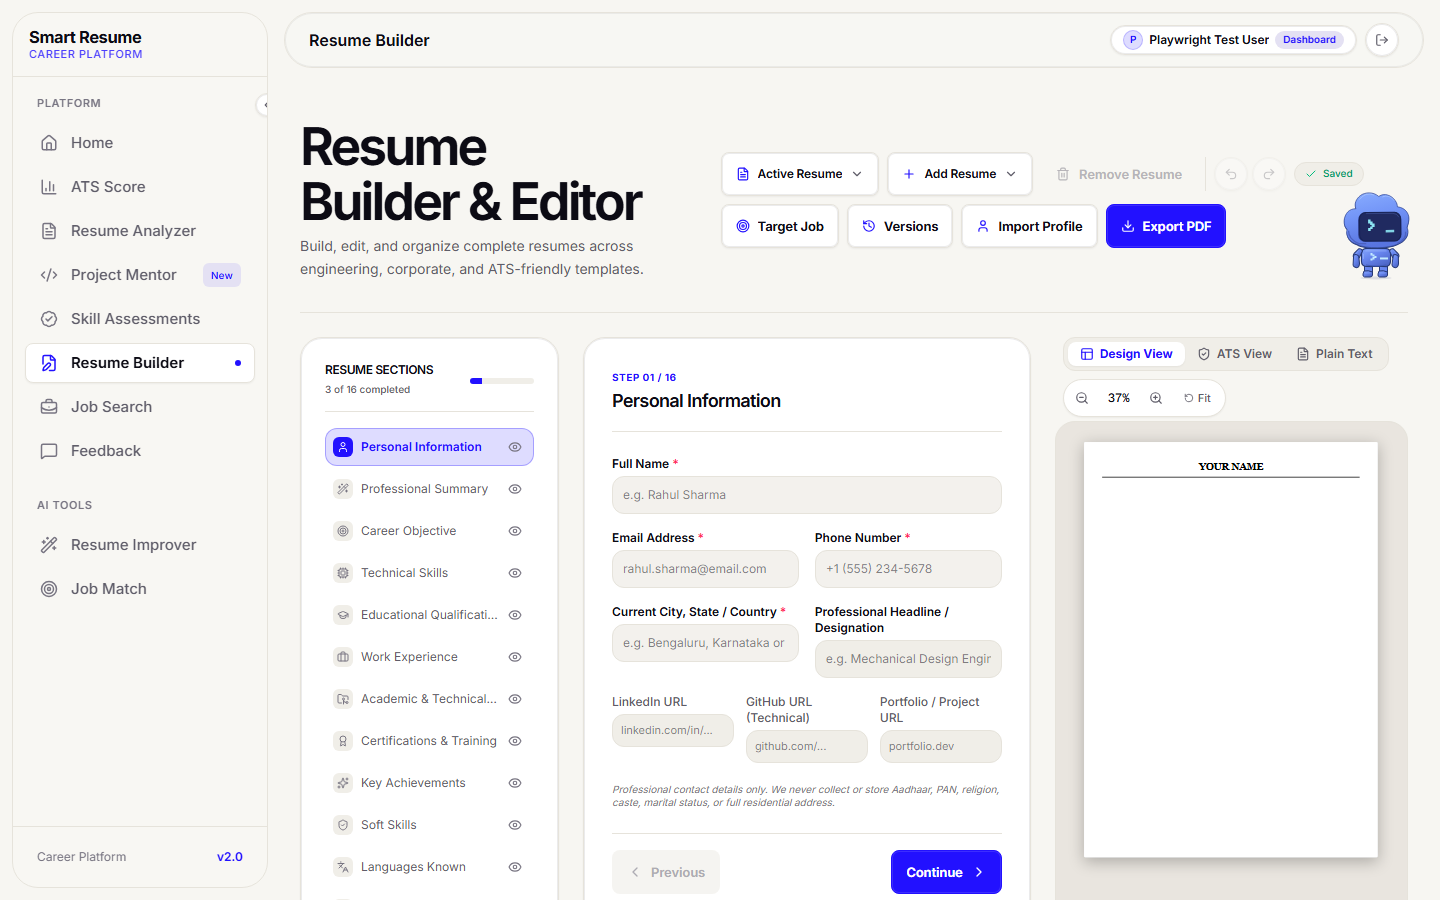 Smart Resume
CAREER PLATFORM
PLATFORM
Home
ATS Score
Resume Analyzer
Project Mentor New
Skill Assessments
Resume Builder
Job Search
Feedback
AI TOOLS
Resume Improver
Job Match
Career Platform v2.0
Resume Builder
P Playwright Test User Dashboard
Resume
Builder & Editor
Build, edit, and organize complete resumes across
engineering, corporate, and ATS-friendly templates.
Active Resume Add Resume Remove Resume Saved
Target Job Versions Import Profile Export PDF
RESUME SECTIONS
3 of 16 completed
Personal Information
Professional Summary
Career Objective
Technical Skills
Educational Qualificati...
Work Experience
Academic & Technical...
Certifications & Training
Key Achievements
Soft Skills
Languages Known
STEP 01 / 16
Personal Information
Full Name *
e.g. Rahul Sharma
Email Address * Phone Number *
rahul.sharma@email.com +1 (555) 234-5678
Current City, State / Country * Professional Headline /
Designation
e.g. Bengaluru, Karnataka or e.g. Mechanical Design Engir
LinkedIn URL GitHub URL Portfolio / Project
(Technical) URL
linkedin.com/in/... github.com/... portfolio.dev
Professional contact details only. We never collect or store Aadhaar, PAN, religion,
caste, marital status, or full residential address.
Previous Continue
Design View ATS View Plain Text
37% Fit
YOUR NAME